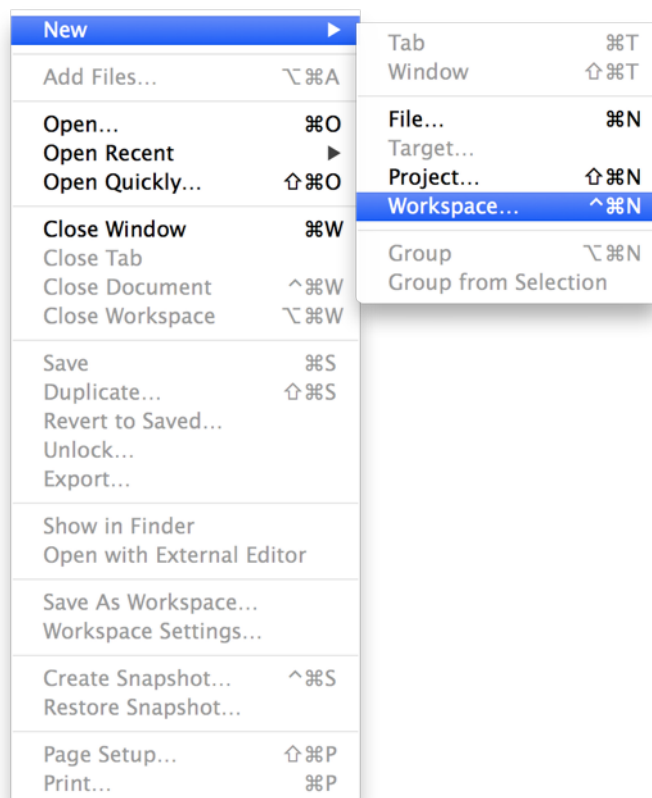 New ▶
Add Files... ⌥⌘A
Open... ⌘O
Open Recent ▶
Open Quickly... ⇧⌘O
Close Window ⌘W
Close Tab
Close Document ^⌘W
Close Workspace ⌥⌘W
Save ⌘S
Duplicate... ⇧⌘S
Revert to Saved...
Unlock...
Export...
Show in Finder
Open with External Editor
Save As Workspace...
Workspace Settings...
Create Snapshot... ^⌘S
Restore Snapshot...
Page Setup... ⇧⌘P
Print... ⌘P
Tab ⌘T
Window ⇧⌘T
File... ⌘N
Target...
Project... ⇧⌘N
Workspace... ^⌘N
Group ⌥⌘N
Group from Selection